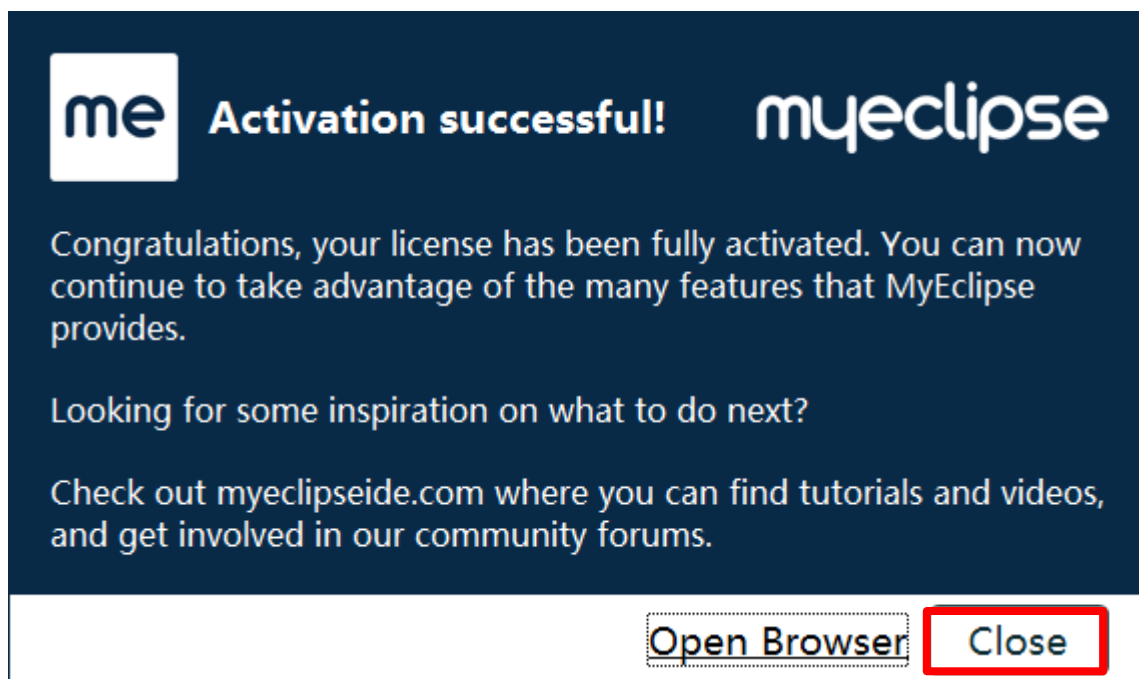 me Activation successful! myeclipse
Congratulations, your license has been fully activated. You can now
continue to take advantage of the many features that MyEclipse
provides.
Looking for some inspiration on what to do next?
Check out myeclipseide.com where you can find tutorials and videos,
and get involved in our community forums.
Open Browser Close